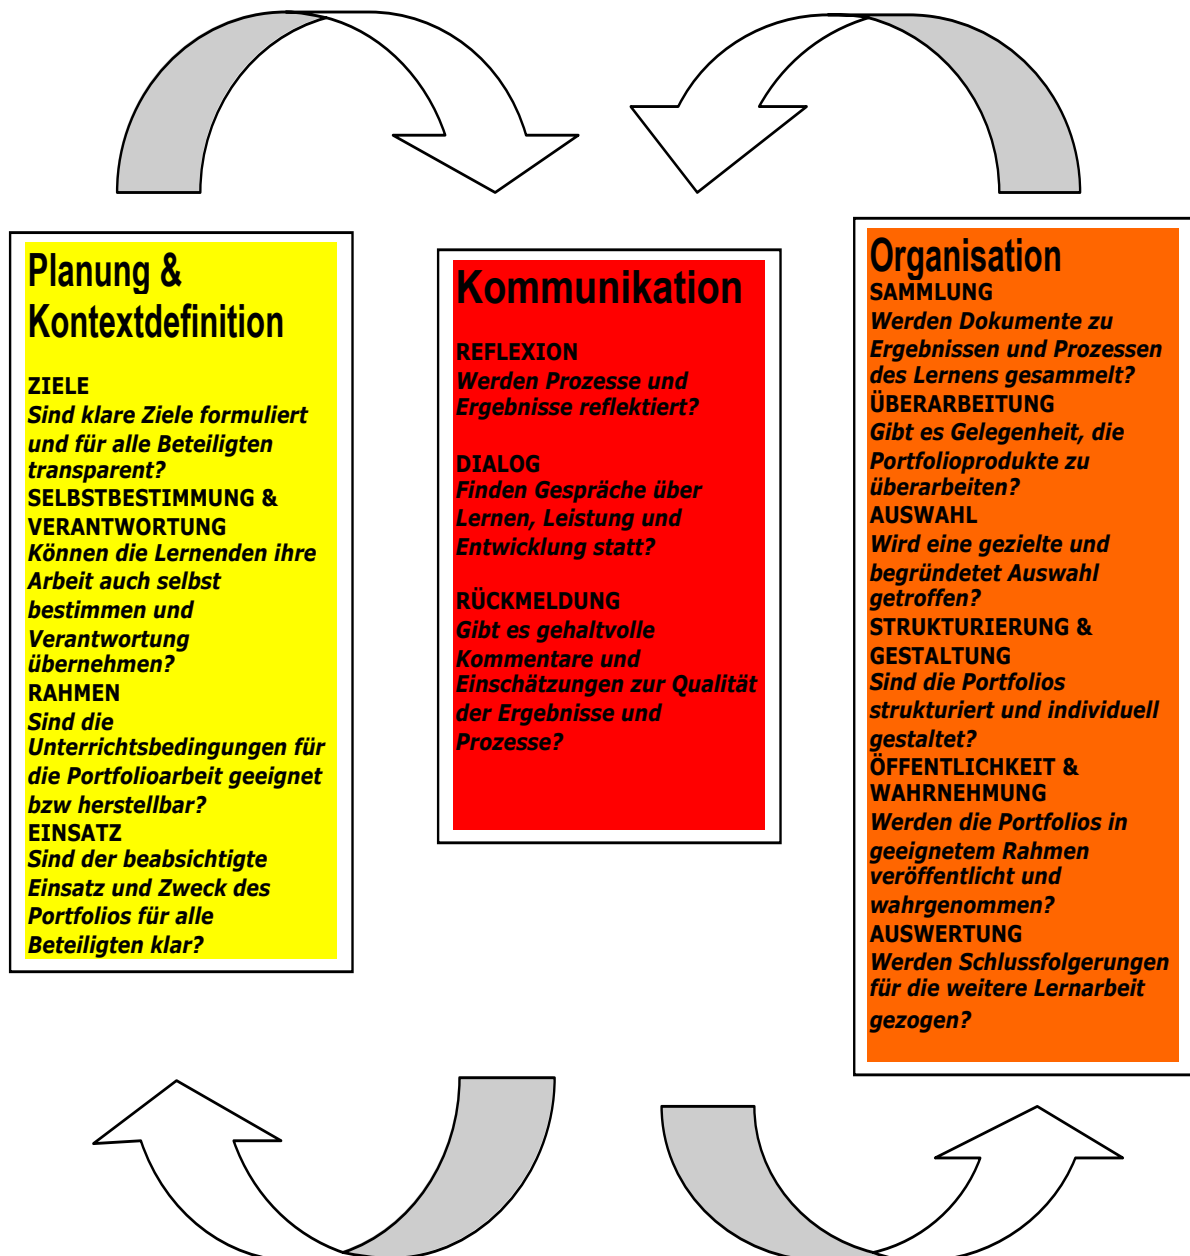 Planung &
Kontextdefinition
ZIELE
Sind klare Ziele formuliert
und für alle Beteiligten
transparent?
SELBSTBESTIMMUNG &
VERANTWORTUNG
Können die Lernenden ihre
Arbeit auch selbst
bestimmen und
Verantwortung
übernehmen?
RAHMEN
Sind die
Unterrichtsbedingungen für
die Portfolioarbeit geeignet
bzw herstellbar?
EINSATZ
Sind der beabsichtigte
Einsatz und Zweck des
Portfolios für alle
Beteiligten klar?
Kommunikation
REFLEXION
Werden Prozesse und
Ergebnisse reflektiert?
DIALOG
Finden Gespräche über
Lernen, Leistung und
Entwicklung statt?
RÜCKMELDUNG
Gibt es gehaltvolle
Kommentare und
Einschätzungen zur Qualität
der Ergebnisse und
Prozesse?
Organisation
SAMMLUNG
Werden Dokumente zu
Ergebnissen und Prozessen
des Lernens gesammelt?
ÜBERARBEITUNG
Gibt es Gelegenheit, die
Portfolioprodukte zu
überarbeiten?
AUSWAHL
Wird eine gezielte und
begründetet Auswahl
getroffen?
STRUKTURIERUNG &
GESTALTUNG
Sind die Portfolios
strukturiert und individuell
gestaltet?
ÖFFENTLICHKEIT &
WAHRNEHMUNG
Werden die Portfolios in
geeignetem Rahmen
veröffentlicht und
wahrgenommen?
AUSWERTUNG
Werden Schlussfolgerungen
für die weitere Lernarbeit
gezogen?